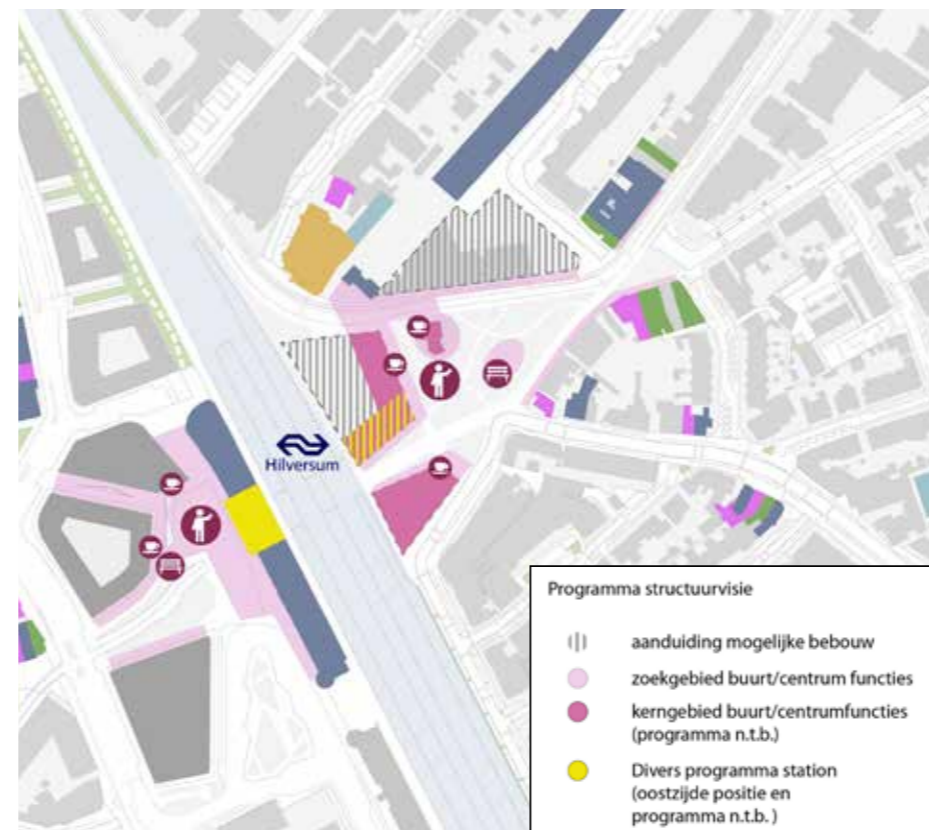 Hilversum
Programma structuurvisie
aanduiding mogelijke bebouw
zoekgebied buurt/centrum functies
kerngebied buurt/centrumfuncties
(programma n.t.b.)
Divers programma station
(oostzijde positie en
programma n.t.b. )